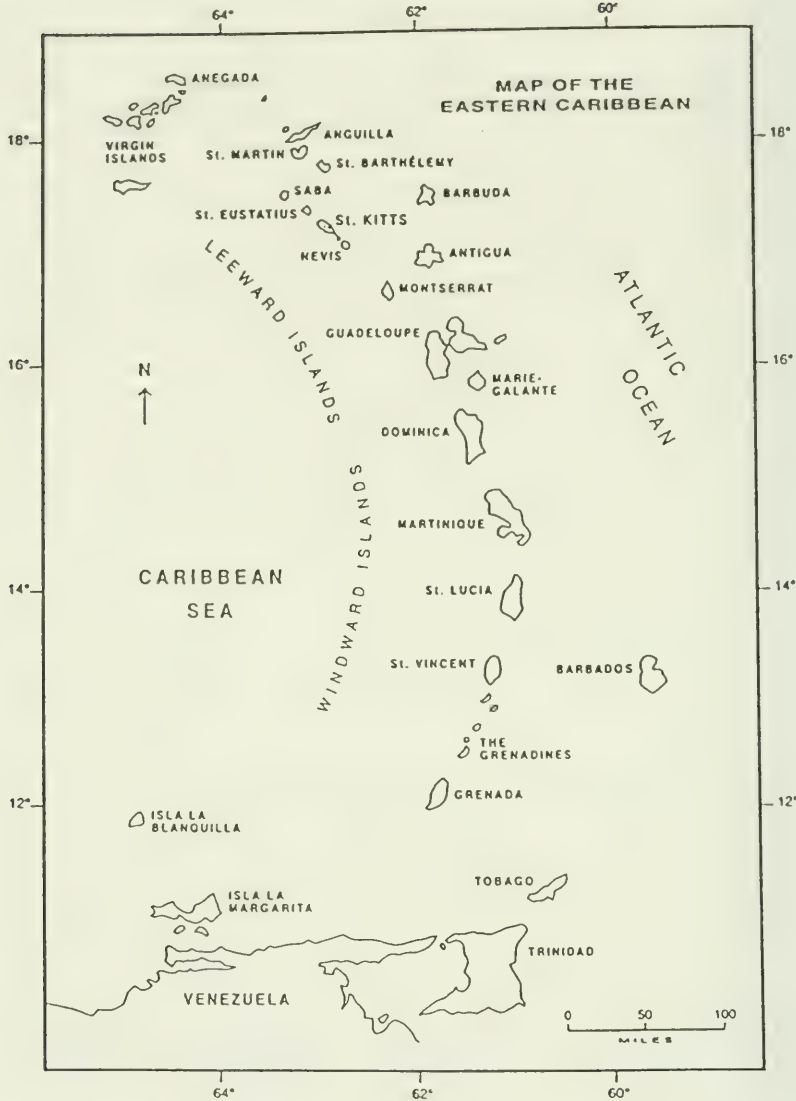 64°
62°
60°
MAP OF THE
EASTERN CARIBBEAN
ANEGADA
18°
18°
VIRGIN
ISLANDS
ANGUILLA
St. MARTIN
St. BARTHÉLEMY
SABA
BARBUDA
St. EUSTATIUS
St. KITTS
NEVIS
ANTIGUA
MONTSERRAT
LEEWARD ISLANDS
ATLANTIC
OCEAN
GUADELOUPE
16°
16°
N
MARIE-
GALANTE
DOMINICA
WINDWARD ISLANDS
MARTINIQUE
CARIBBEAN
SEA
14°
14°
St. LUCIA
St. VINCENT
BARBADOS
THE
GRENADINES
GRENADA
12°
12°
ISLA LA
BLANQUILLA
TOBAGO
ISLA LA
MARGARITA
TRINIDAD
VENEZUELA
0 50 100
MILES
64°
62°
60°